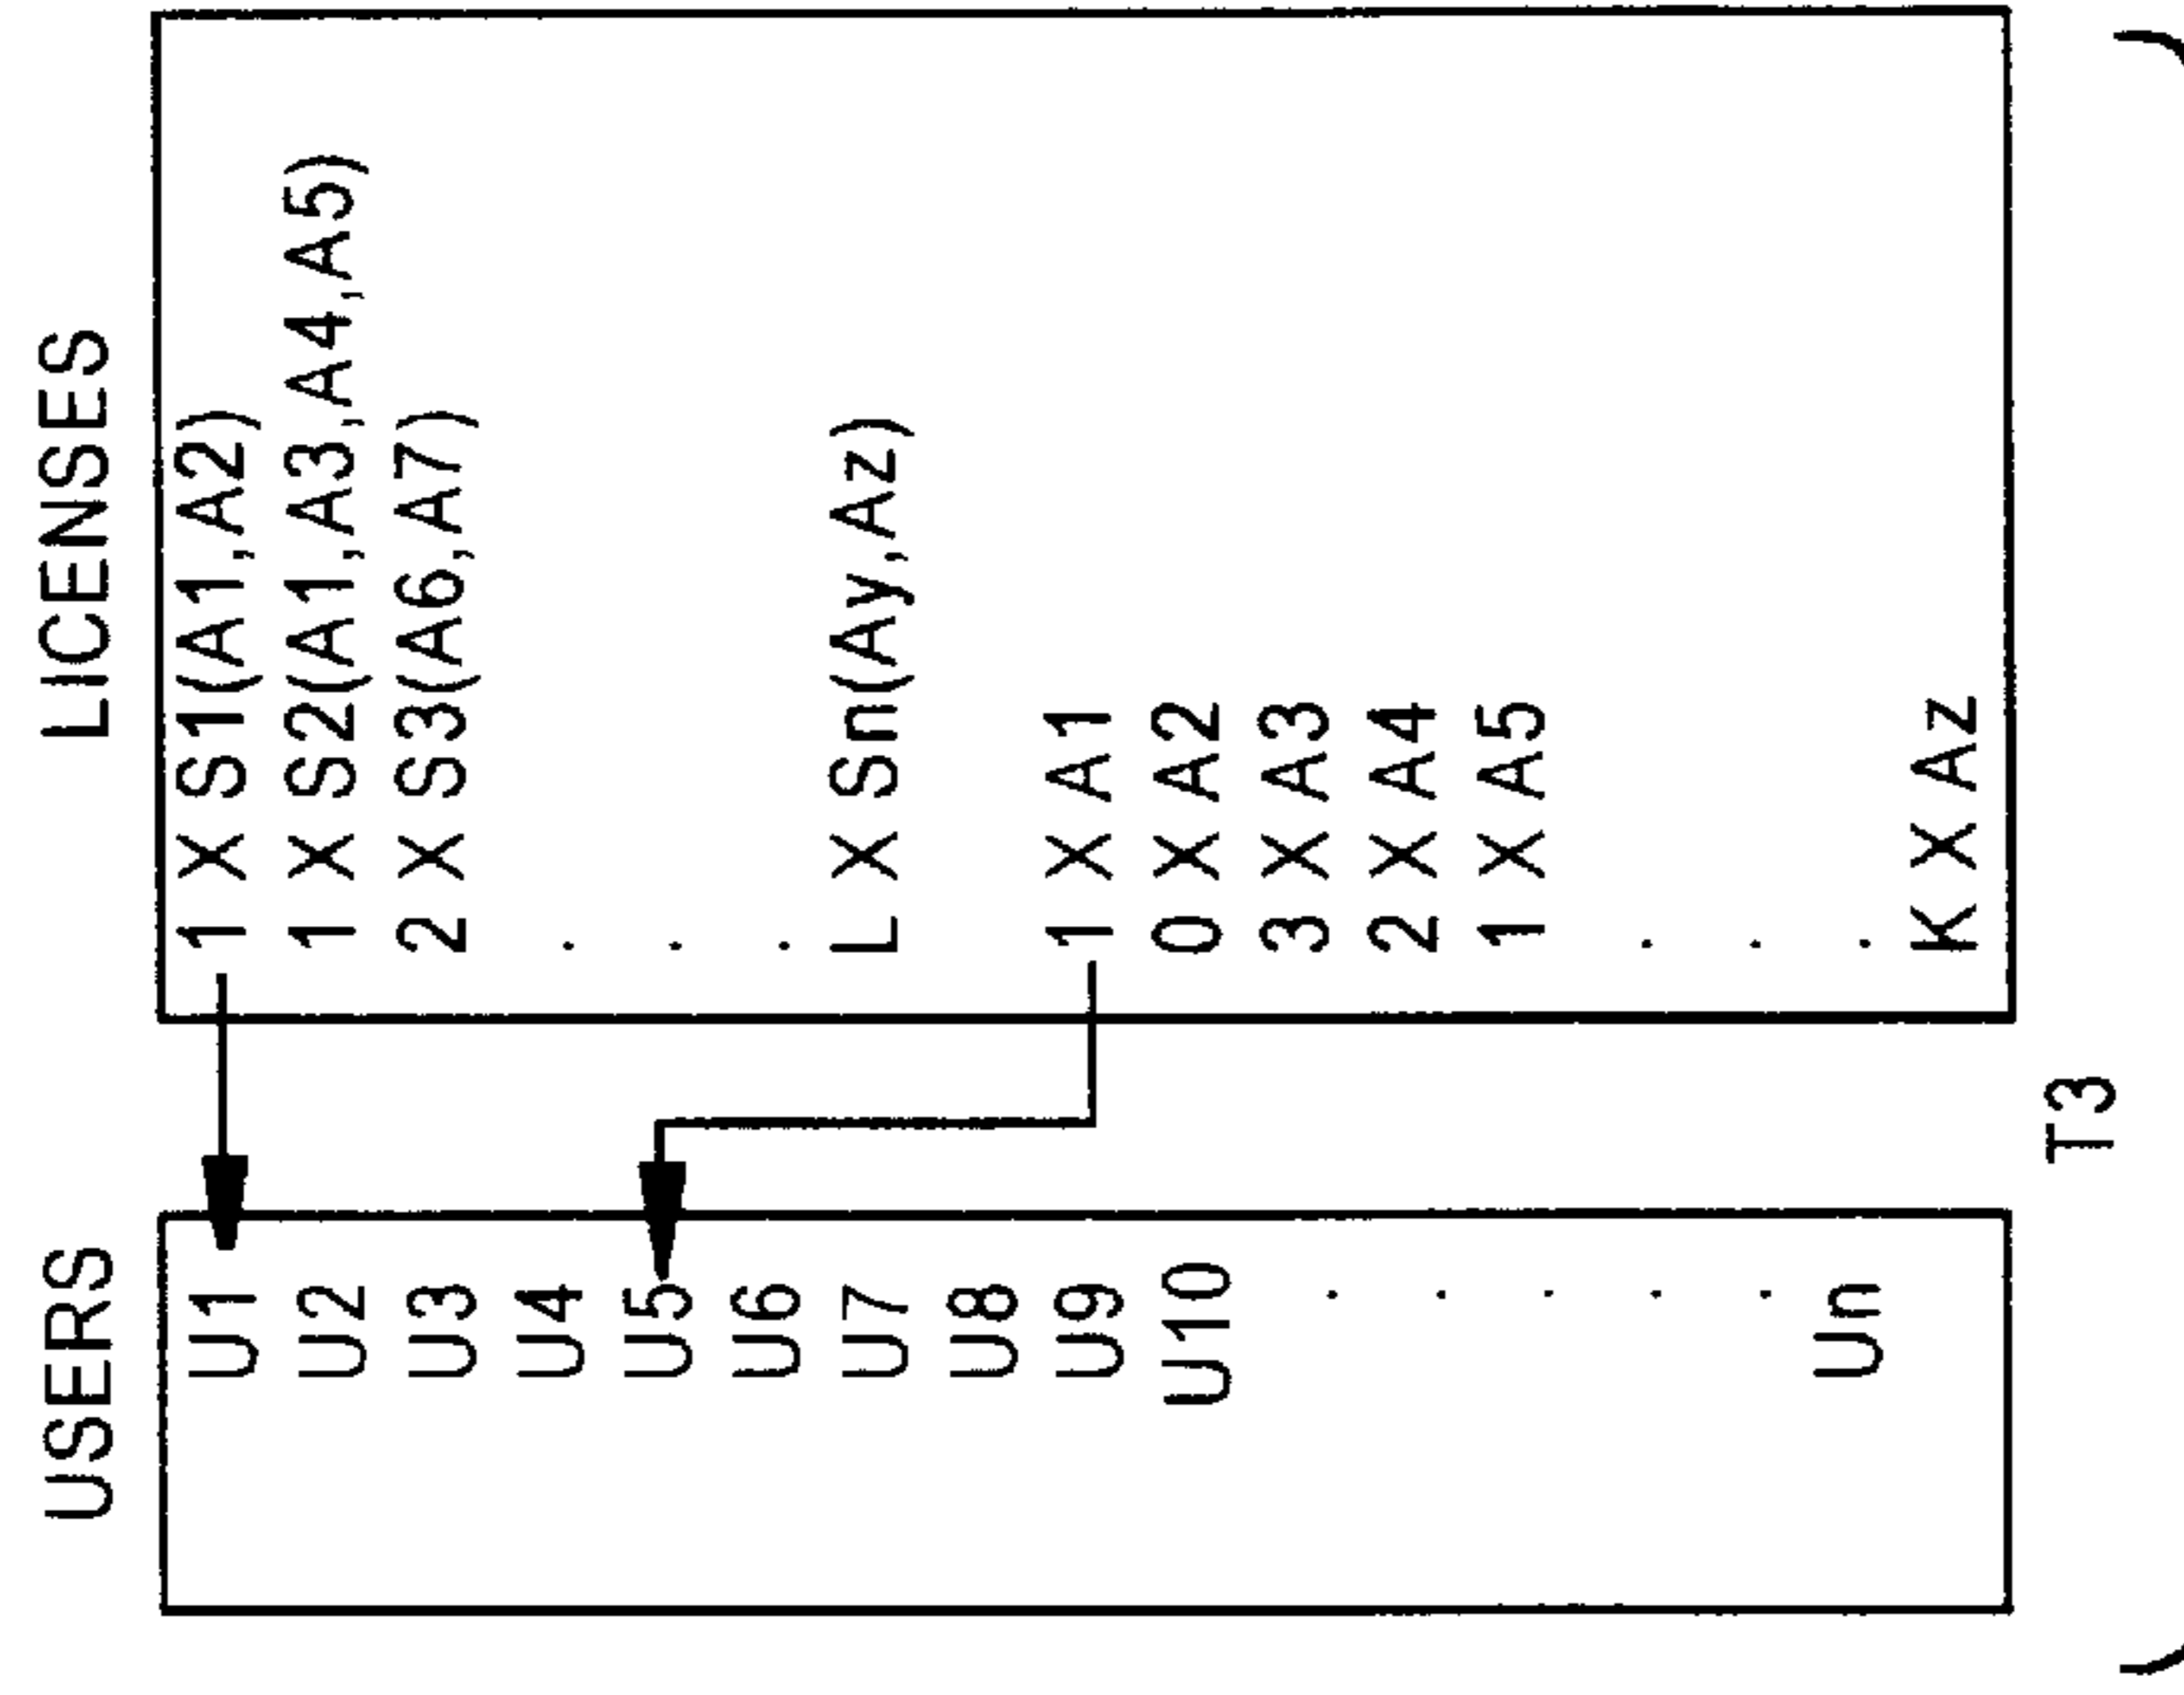 USERS
U1
U2
U3
U4
U5
U6
U7
U8
U9
U10
.
.
.
.
.
Un
LICENSES
1 X S1(A1,A2)
1 X S2(A1,A3,A4,A5)
2 X S3(A6,A7)
.
.
.
L X Sn(Ay,Az)
1 X A1
0 X A2
3 X A3
2 X A4
1 X A5
.
.
.
K X Az
T3